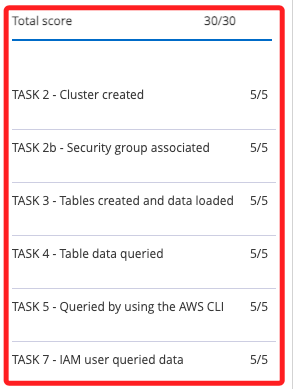 Total score 30/30
TASK 2 - Cluster created 5/5
TASK 2b - Security group associated 5/5
TASK 3 - Tables created and data loaded 5/5
TASK 4 - Table data queried 5/5
TASK 5 - Queried by using the AWS CLI 5/5
TASK 7 - IAM user queried data 5/5